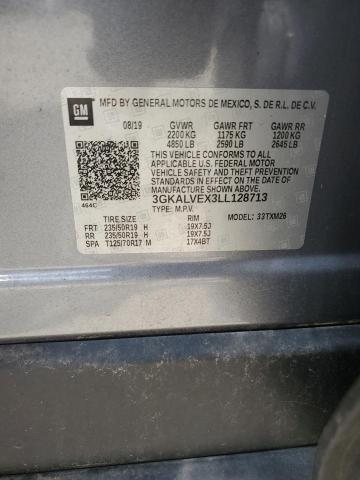 GM
MFD BY GENERAL MOTORS DE MEXICO, S. DE R.L. DE C.V.
08/19 GVWR GAWR FRT GAWR RR
2200 KG 1175 KG 1200 KG
4850 LB 2590 LB 2645 LB
THIS VEHICLE CONFORMS TO ALL
APPLICABLE U.S. FEDERAL MOTOR
VEHICLE SAFETY AND THEFT PREVENTION
STANDARDS IN EFFECT ON THE DATE OF
MANUFACTURE SHOWN ABOVE.
464C 3GKALVEX3LL128713
TYPE: M.P.V. MODEL: 33TXM26
TIRE SIZE RIM
FRT 235/50R19 H 19X7.5J
RR 235/50R19 H 19X7.5J
SPA T125/70R17 M 17X4BT